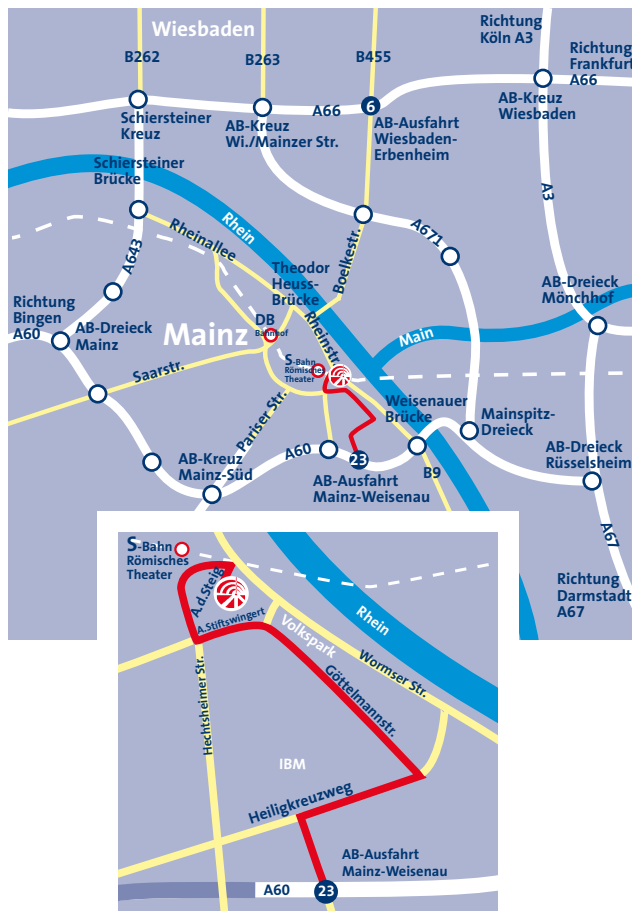 Wiesbaden
Richtung
Köln A3
B262
B263
B455
Richtung
Frankfurt
A66
A66
6
Schiersteiner
Kreuz
AB-Kreuz
Wi./Mainzer Str.
AB-Ausfahrt
Wiesbaden-
Erbenheim
AB-Kreuz
Wiesbaden
Schiersteiner
Brücke
A3
Rheinallee
Rhein
Boelkestr.
A671
A643
Theodor
Heuss-
Brücke
AB-Dreieck
Mönchhof
Richtung
Bingen
A60
AB-Dreieck
Mainz
Mainz
DB
Bahnhof
Rheinstr.
Main
S-Bahn
Römisches
Theater
Saarstr.
Pariser Str.
Weisenauer
Brücke
Mainspitz-
Dreieck
AB-Kreuz
Mainz-Süd
A60
23
AB-Ausfahrt
Mainz-Weisenau
B9
AB-Dreieck
Rüsselsheim
A67
Richtung
Darmstadt
A67
S-Bahn
Römisches
Theater
A.d.Steig
A.Stiftswingert
Volkspark
Rhein
Wormser Str.
Göttelmannstr.
Hechtsheimer Str.
IBM
Heiligkreuzweg
AB-Ausfahrt
Mainz-Weisenau
A60
23